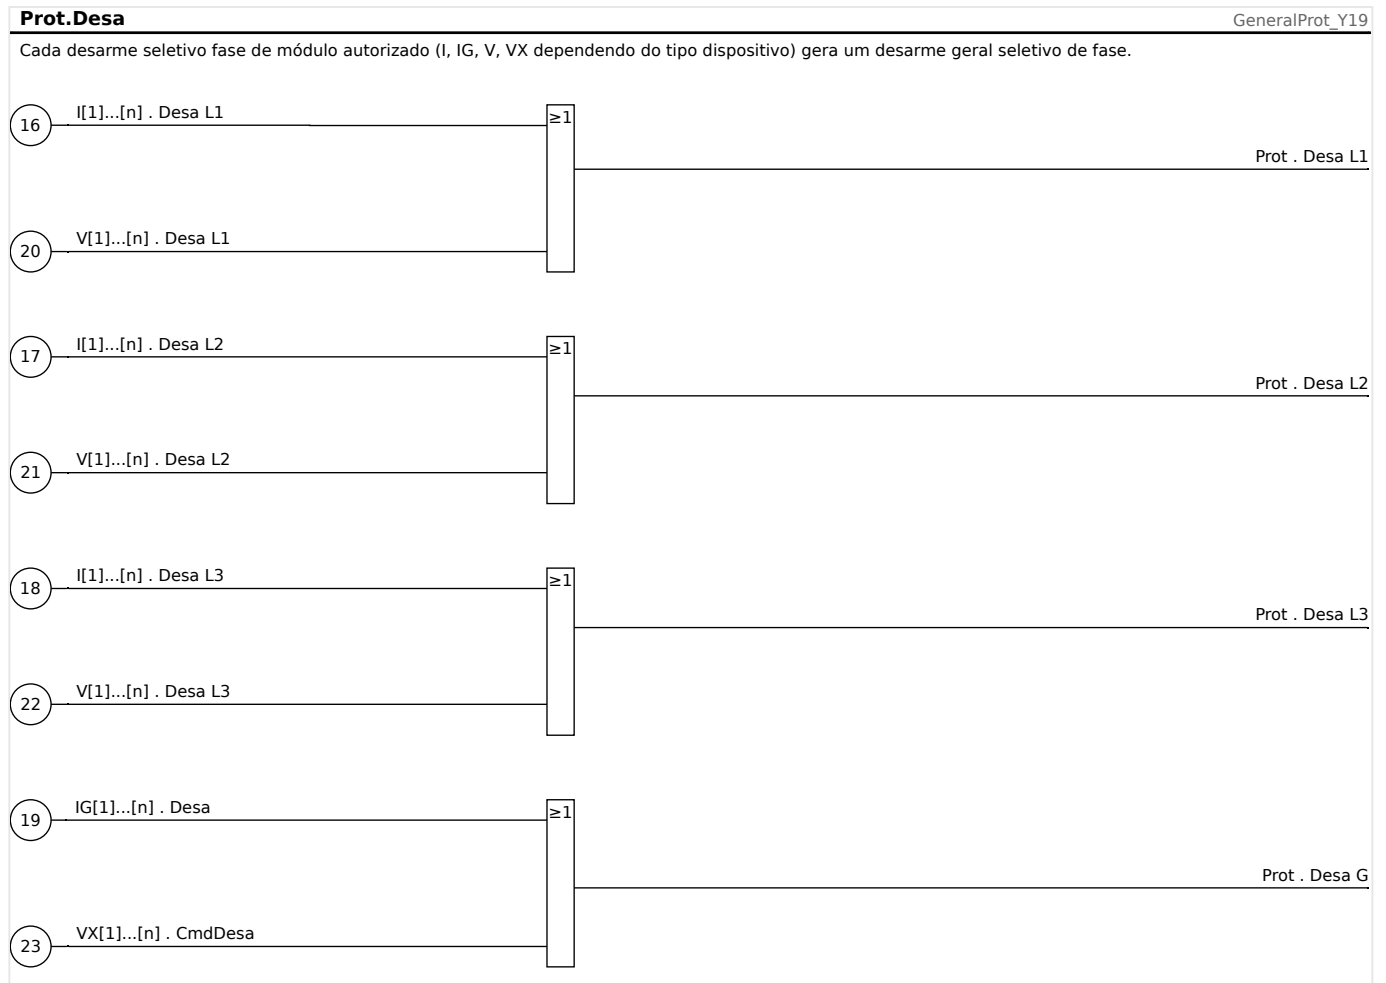 Prot.Desa
GeneralProt_Y19
Cada desarme seletivo fase de módulo autorizado (I, IG, V, VX dependendo do tipo dispositivo) gera um desarme geral seletivo de fase.
16
I[1]...[n] . Desa L1
≥1
Prot . Desa L1
20
V[1]...[n] . Desa L1
17
I[1]...[n] . Desa L2
≥1
Prot . Desa L2
21
V[1]...[n] . Desa L2
18
I[1]...[n] . Desa L3
≥1
Prot . Desa L3
22
V[1]...[n] . Desa L3
19
IG[1]...[n] . Desa
≥1
Prot . Desa G
23
VX[1]...[n] . CmdDesa